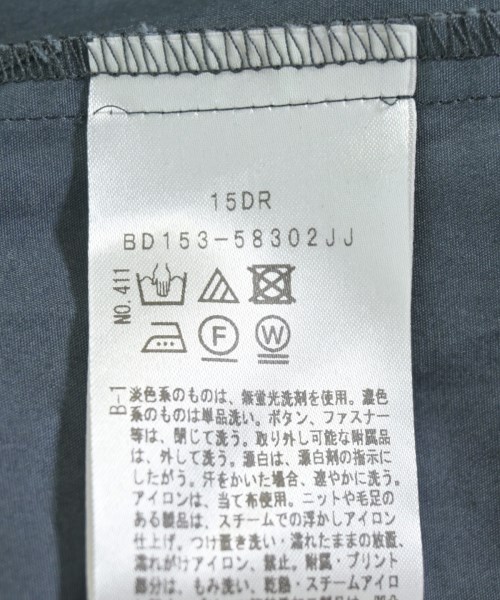 15DR
BD153-58302JJ
NO.411
F
W
B-1
淡色系のものは、無蛍光洗剤を使用。濃色
系のものは単品洗い。ボタン、ファスナー
等は、閉じて洗う。取り外し可能な附属品
は、外して洗う。漂白は、漂白剤の指示に
したがう。汗をかいた場合、速やかに洗う。
アイロンは、当て布使用。ニットや毛足の
ある製品は、スチームでの浮かしアイロン
仕上げ。つけ置き洗い・濡れたままの放置、
濡れがけアイロン、禁止。附属・プリント
部分は、もみ洗い、乾熱・スチームアイロ